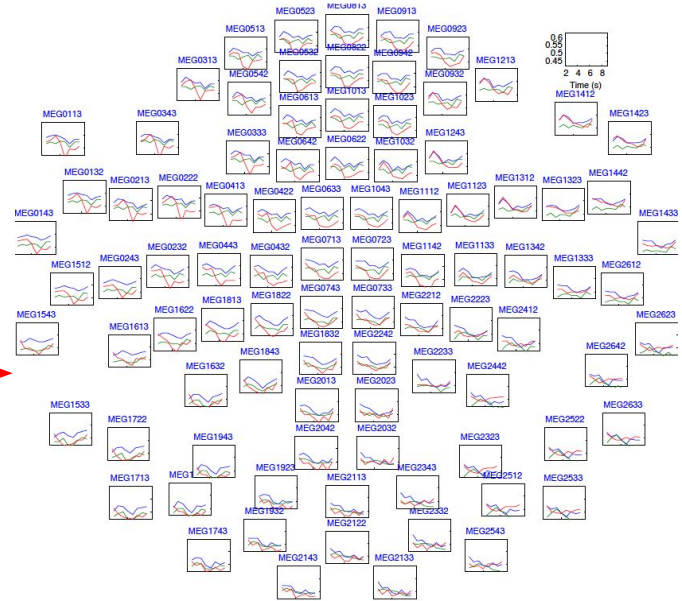 MEG0813
MEG0523 MEG0913
MEG0513 MEG0923
MEG0532 MEG0822 MEG0942
MEG0313 MEG0542 MEG0932 MEG1213
0.6
0.55
0.5
0.45
2 4 6 8
Time (s)
MEG0613 MEG1013 MEG1023
MEG1412
MEG0113 MEG0343 MEG1423
MEG0333 MEG0642 MEG0622 MEG1032 MEG1243
MEG0132 MEG0213 MEG0222 MEG0413 MEG0422 MEG0633 MEG1043 MEG1112 MEG1123 MEG1312 MEG1323 MEG1442
MEG0143 MEG1433
MEG0232 MEG0443 MEG0432 MEG0713 MEG0723 MEG1142 MEG1133 MEG1342
MEG1512 MEG0243 MEG1333 MEG2612
MEG1622 MEG1813 MEG1822 MEG0743 MEG0733 MEG2212 MEG2223 MEG2412
MEG1543 MEG1613 MEG2623
MEG1832 MEG2242
MEG1632 MEG1843 MEG2233 MEG2442 MEG2642
MEG2013 MEG2023
MEG1533 MEG1722 MEG2522 MEG2633
MEG1943 MEG2042 MEG2032 MEG2323
MEG1713 MEG1 MEG1923 MEG2113 MEG2343 MEG2512 MEG2533
MEG1743 MEG1932 MEG2122 MEG2332 MEG2543
MEG2143 MEG2133